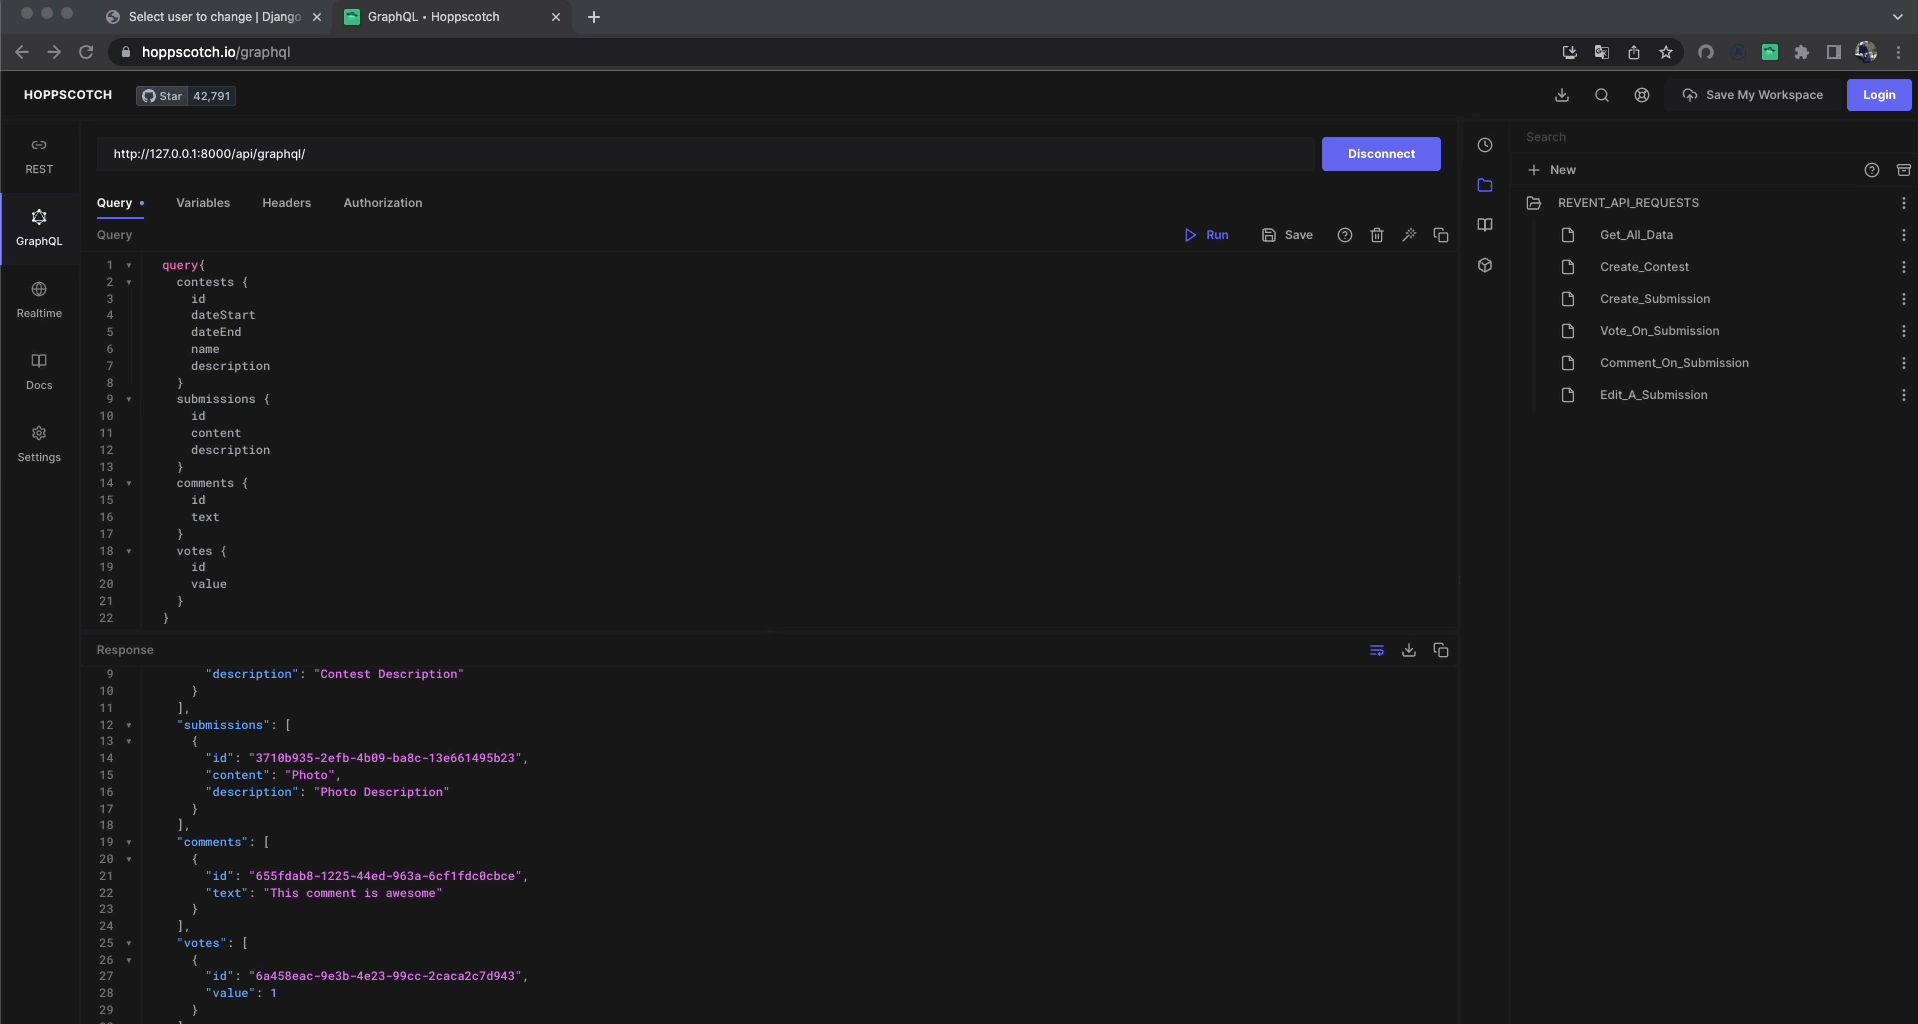 Select user to change | Django
GraphQL • Hoppscotch
hoppscotch.io/graphql
HOPPSCOTCH
Star 42,791
Save My Workspace
Login
REST
GraphQL
Realtime
Docs
Settings
http://127.0.0.1:8000/api/graphql/
Disconnect
Query
Variables
Headers
Authorization
Query
Run
Save
1 query{
2 contests {
3 id
4 dateStart
5 dateEnd
6 name
7 description
8 }
9 submissions {
10 id
11 content
12 description
13 }
14 comments {
15 id
16 text
17 }
18 votes {
19 id
20 value
21 }
22 }
Response
9 "description": "Contest Description"
10 }
11 ],
12 "submissions": [
13 {
14 "id": "3710b935-2efb-4b09-ba8c-13e661495b23",
15 "content": "Photo",
16 "description": "Photo Description"
17 }
18 ],
19 "comments": [
20 {
21 "id": "655fdab8-1225-44ed-963a-6cf1fdc0cbce",
22 "text": "This comment is awesome"
23 }
24 ],
25 "votes": [
26 {
27 "id": "6a458eac-9e3b-4e23-99cc-2caca2c7d943",
28 "value": 1
29 }
Search
New
REVENT_API_REQUESTS
Get_All_Data
Create_Contest
Create_Submission
Vote_On_Submission
Comment_On_Submission
Edit_A_Submission